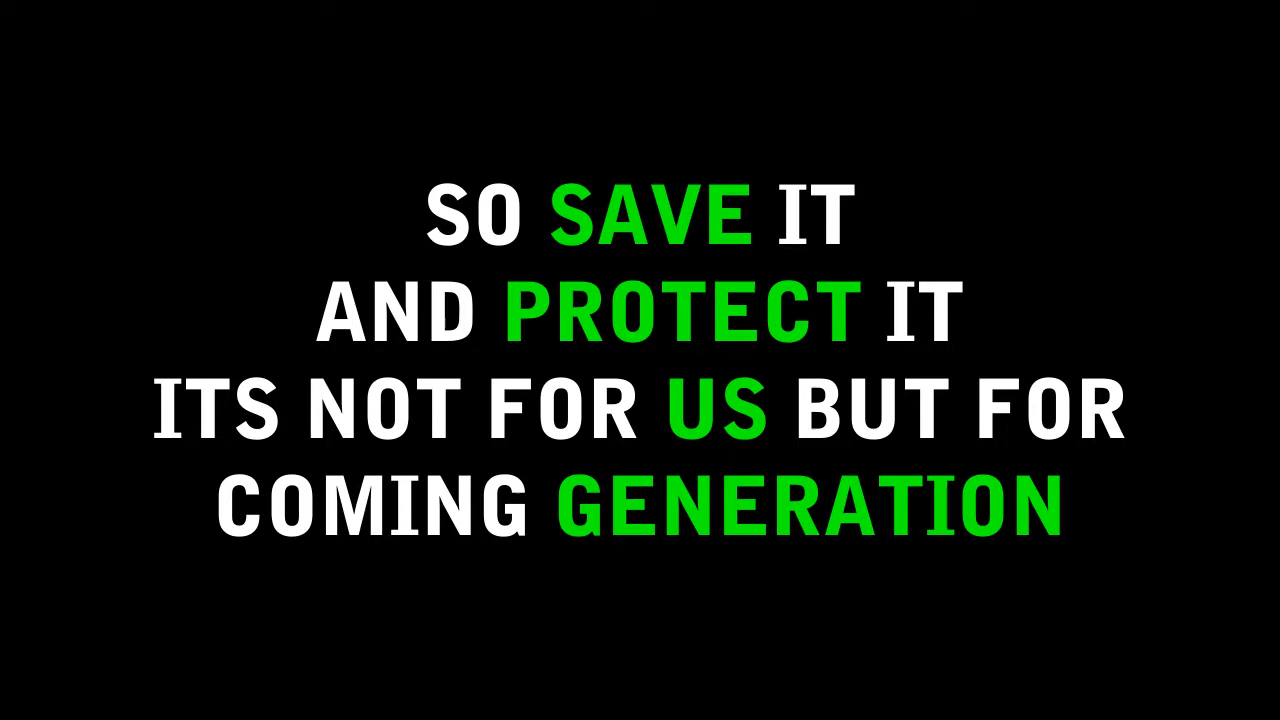 SO SAVE IT
AND PROTECT IT
ITS NOT FOR US BUT FOR
COMING GENERATION